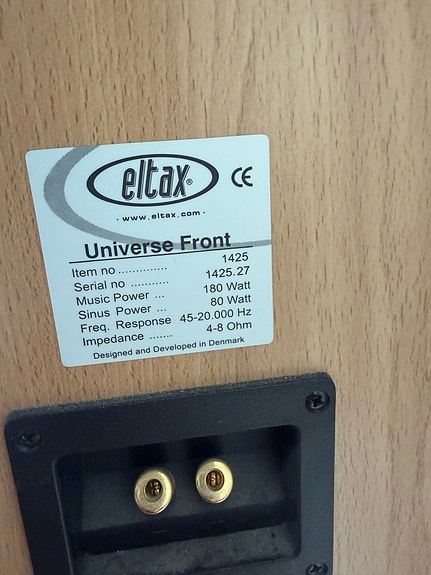 eltax®
CE
· www.eltax.com ·
Universe Front
Item no ............... 1425
Serial no ........... 1425.27
Music Power ... 180 Watt
Sinus Power ... 80 Watt
Freq. Response 45-20.000 Hz
Impedance ....... 4-8 Ohm
Designed and Developed in Denmark